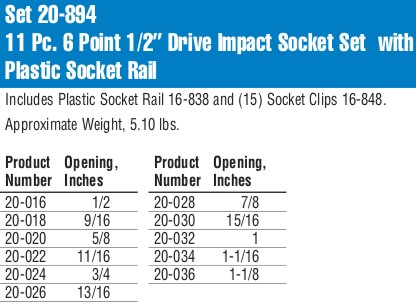 Set 20-894
11 Pc. 6 Point 1/2" Drive Impact Socket Set with
Plastic Socket Rail
Includes Plastic Socket Rail 16-838 and (15) Socket Clips 16-848.
Approximate Weight, 5.10 lbs.
Product Opening,
Number Inches
20-016 1/2
20-018 9/16
20-020 5/8
20-022 11/16
20-024 3/4
20-026 13/16
Product Opening,
Number Inches
20-028 7/8
20-030 15/16
20-032 1
20-034 1-1/16
20-036 1-1/8